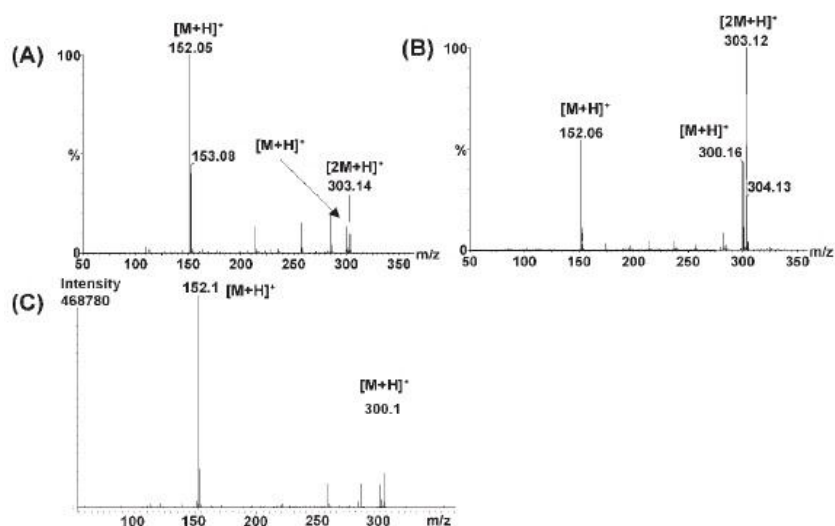 (A)
[M+H]⁺
152.05
100
%
0
153.08
[M+H]⁺
[2M+H]⁺
303.14
50 100 150 200 250 300 350 m/z
(B)
[2M+H]⁺
303.12
100
%
0
[M+H]⁺
152.06
[M+H]⁺
300.16
304.13
50 100 150 200 250 300 350 m/z
(C)
Intensity
468780
152.1 [M+H]⁺
[M+H]⁺
300.1
100 150 200 250 300 m/z